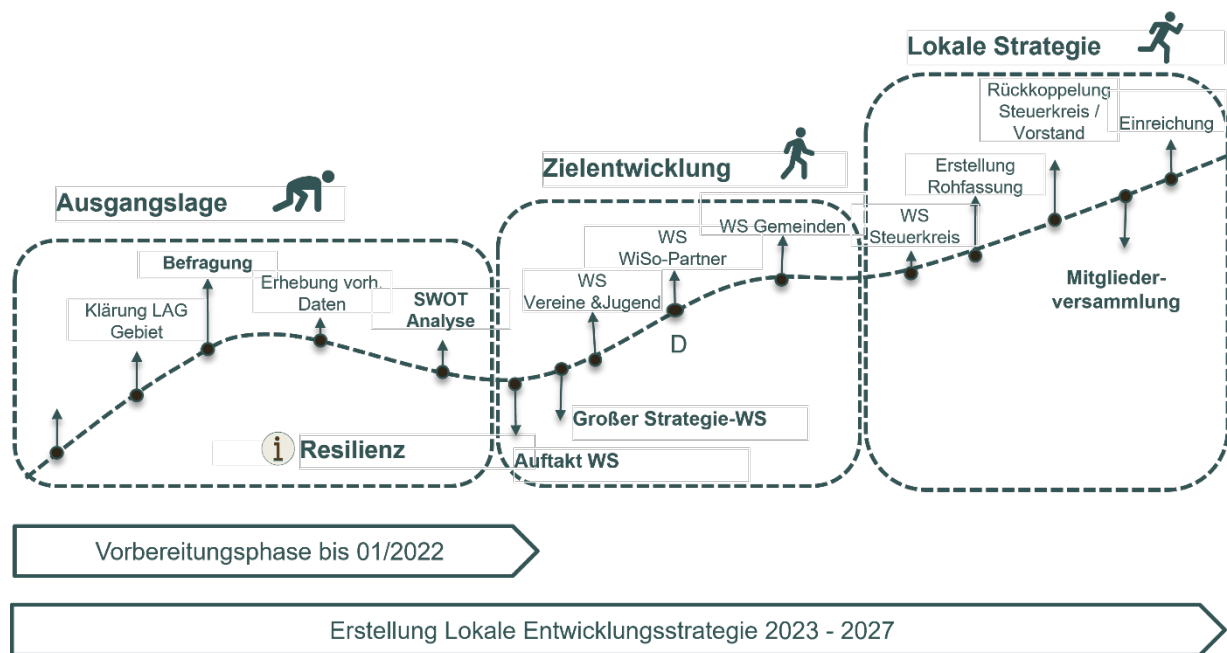 Ausgangslage
Klärung LAG
Gebiet
Befragung
Erhebung vorh.
Daten
SWOT
Analyse
i
Resilienz
Zielentwicklung
Auftakt WS
Großer Strategie-WS
WS
Vereine &Jugend
WS
WiSo-Partner
D
WS Gemeinden
Lokale Strategie
WS
Steuerkreis
Erstellung
Rohfassung
Rückkoppelung
Steuerkreis /
Vorstand
Mitglieder-
versammlung
Einreichung
Vorbereitungsphase bis 01/2022
Erstellung Lokale Entwicklungsstrategie 2023 - 2027